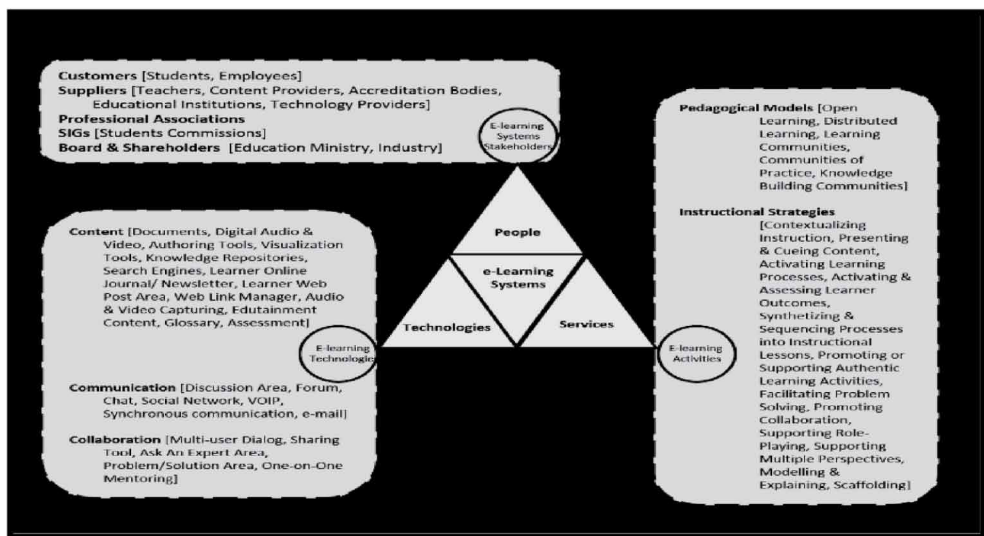 Customers [Students, Employees]
Suppliers [Teachers, Content Providers, Accreditation Bodies,
Educational Institutions, Technology Providers]
Professional Associations
SIGs [Students Commissions]
Board & Shareholders [Education Ministry, Industry]
E-learning
Systems
Stakeholders
People
e-Learning
Systems
Technologies
Services
Content [Documents, Digital Audio &
Video, Authoring Tools, Visualization
Tools, Knowledge Repositories,
Search Engines, Learner Online
Journal/ Newsletter, Learner Web
Post Area, Web Link Manager, Audio
& Video Capturing, Edutainment
Content, Glossary, Assessment]
E-learning
Technologie
Communication [Discussion Area, Forum,
Chat, Social Network, VOIP,
Synchronous communication, e-mail]
Collaboration [Multi-user Dialog, Sharing
Tool, Ask An Expert Area,
Problem/Solution Area, One-on-One
Mentoring]
Pedagogical Models [Open
Learning, Distributed
Learning, Learning
Communities,
Communities of
Practice, Knowledge
Building Communities]
Instructional Strategies
[Contextualizing
Instruction, Presenting
& Cueing Content,
Activating Learning
Processes, Activating &
Assessing Learner
Outcomes,
Synthetizing &
Sequencing Processes
into Instructional
Lessons, Promoting or
Supporting Authentic
Learning Activities,
Facilitating Problem
Solving, Promoting
Collaboration,
Supporting Role-
Playing, Supporting
Multiple Perspectives,
Modelling &
Explaining, Scaffolding]
E-learning
Activities